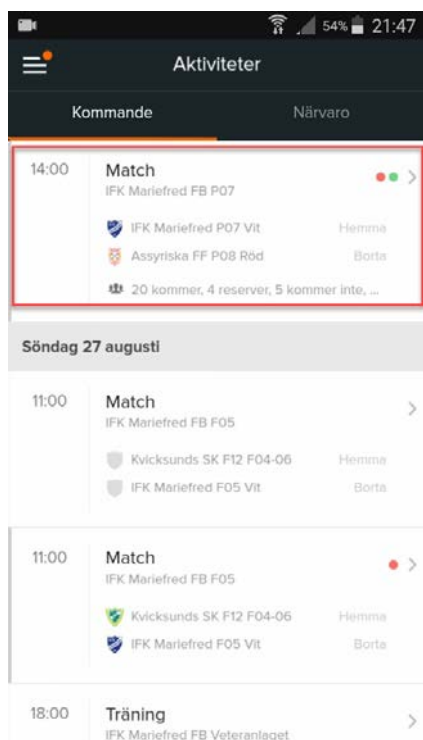 54% 21:47
Aktiviteter
Kommande Närvaro
14:00 Match
IFK Mariefred FB P07
IFK Mariefred P07 Vit Hemma
Assyriska FF P08 Röd Borta
20 kommer, 4 reserver, 5 kommer inte, ...
Söndag 27 augusti
11:00 Match
IFK Mariefred FB F05
Kvicksunds SK F12 F04-06 Hemma
IFK Mariefred F05 Vit Borta
11:00 Match
IFK Mariefred FB F05
Kvicksunds SK F12 F04-06 Hemma
IFK Mariefred F05 Vit Borta
18:00 Träning
IFK Mariefred FB Veteranlaget